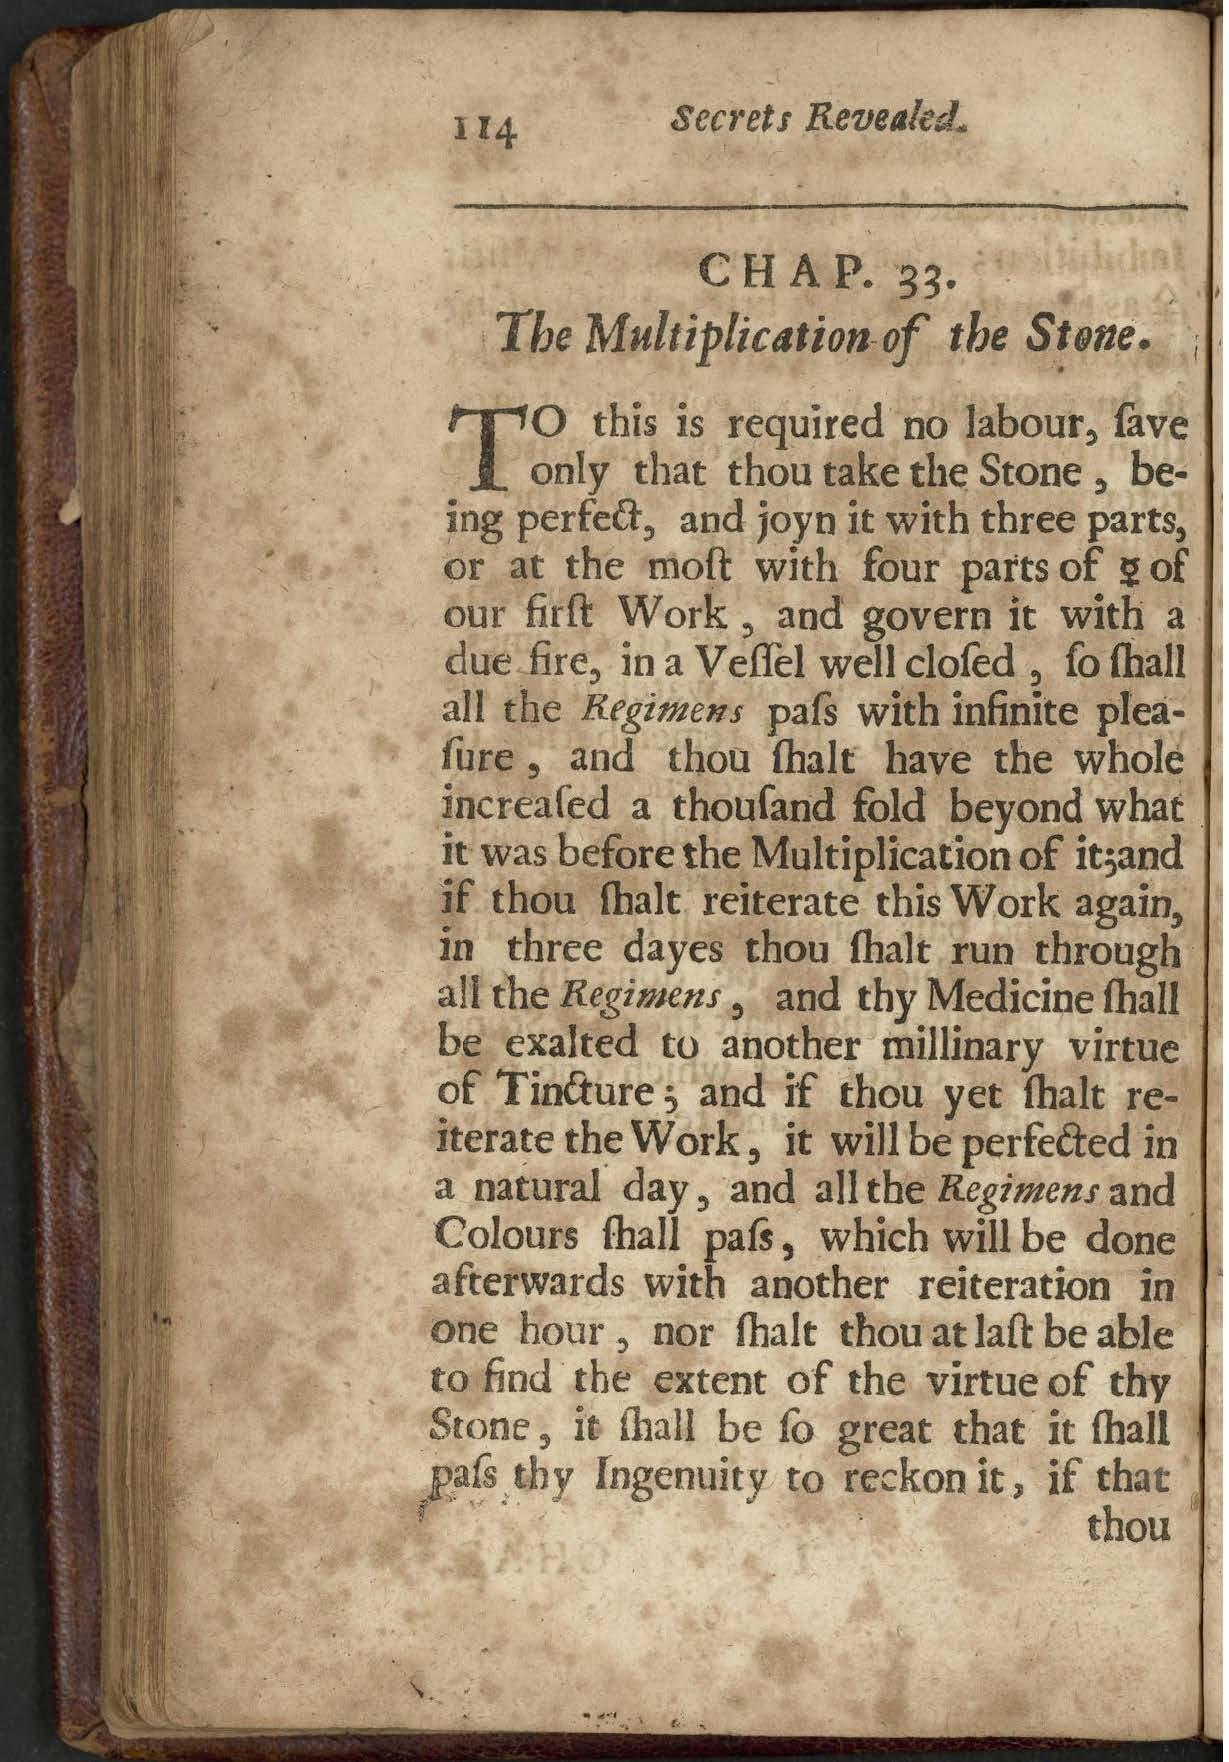 114 Secrets Revealed.
CHAP. 33.
The Multiplication of the Stone.
TO this is required no labour, ſave
only that thou take the Stone, be-
ing perfect, and joyn it with three parts,
or at the moſt with four parts of ☿ of
our firſt Work, and govern it with a
due fire, in a Veſſel well cloſed, ſo ſhall
all the Regimens paſs with infinite plea-
ſure, and thou ſhalt have the whole
increaſed a thouſand fold beyond what
it was before the Multiplication of it; and
if thou ſhalt reiterate this Work again,
in three dayes thou ſhalt run through
all the Regimens, and thy Medicine ſhall
be exalted to another millinary virtue
of Tincture; and if thou yet ſhalt re-
iterate the Work, it will be perfected in
a natural day, and all the Regimens and
Colours ſhall paſs, which will be done
afterwards with another reiteration in
one hour, nor ſhalt thou at laſt be able
to find the extent of the virtue of thy
Stone, it ſhall be ſo great that it ſhall
paſs thy Ingenuity to reckon it, if that
thou